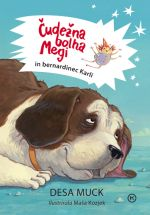 Čudežna
bolha
Megi
in bernardinec Karli
DESA MUCK
Ilustrirala Maša Kozjek